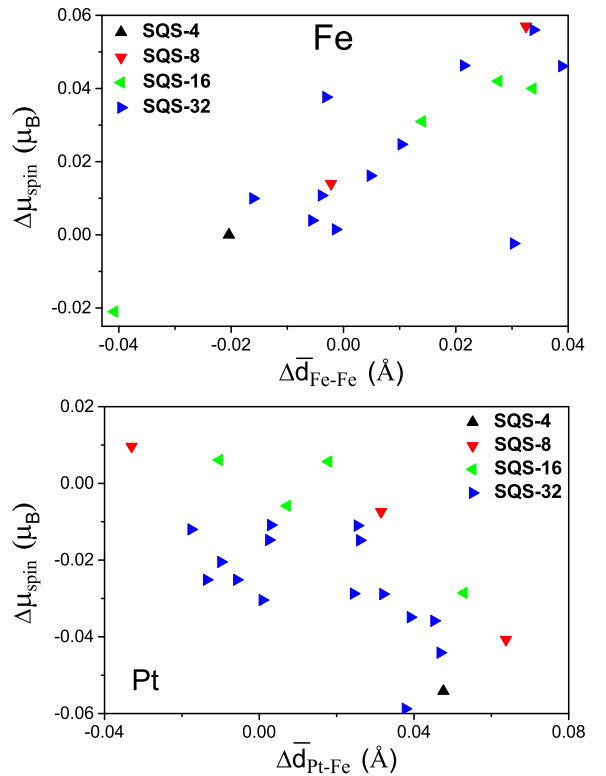 Fe
SQS-4
SQS-8
SQS-16
SQS-32
0.06
0.04
0.02
0.00
-0.02
Δμspin (μB)
-0.04 -0.02 0.00 0.02 0.04
Δd̅Fe-Fe (Å)
Pt
SQS-4
SQS-8
SQS-16
SQS-32
0.02
0.00
-0.02
-0.04
-0.06
Δμspin (μB)
-0.04 0.00 0.04 0.08
Δd̅Pt-Fe (Å)